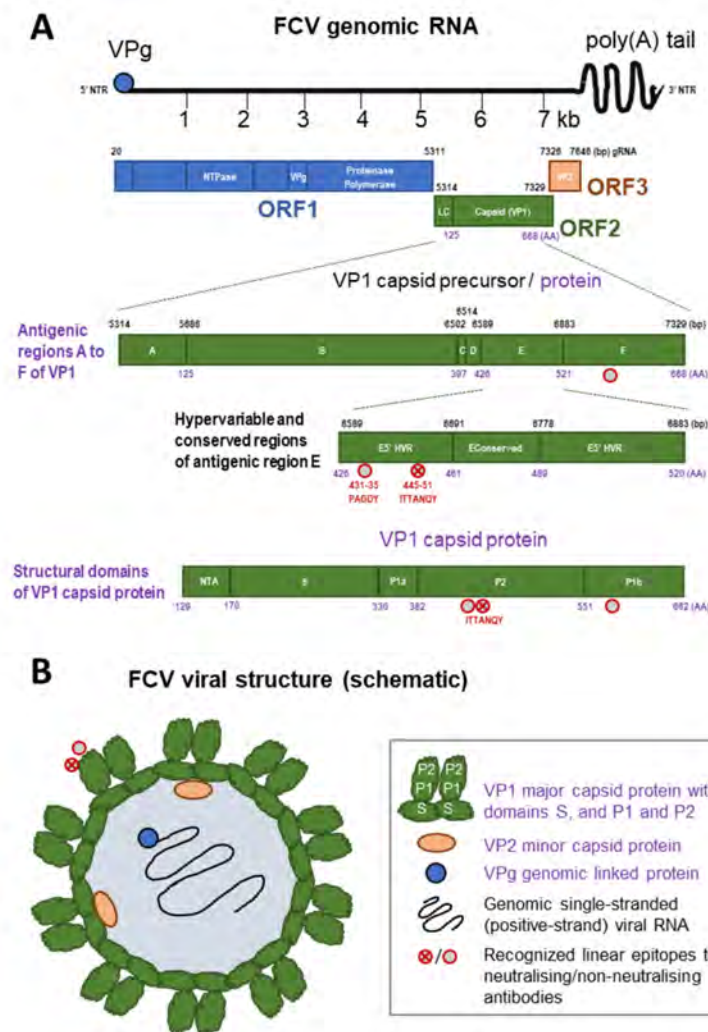 A
FCV genomic RNA
VPg
poly(A) tail
5' NTR
3' NTR
1 2 3 4 5 6 7 kb
20 5311 7326 7646 (bp) gRNA
NTPase VPg Proteinase
Polymerase
VP2
ORF1
ORF3
5314 7329
LC Capsid (VP1)
ORF2
125 668 (AA)
VP1 capsid precursor/ protein
6514
5314 5686 6502 6589 6883 7329 (bp)
Antigenic
regions A to
F of VP1
A B C D E F
125 397 426 521 668 (AA)
Hypervariable and
conserved regions
of antigenic region E
6589 6691 6778 6883 (bp)
E5' HVR EConserved E5' HVR
426 461 489 520 (AA)
431-35 445-51
PAGDY ITTANQY
VP1 capsid protein
Structural domains
of VP1 capsid protein
NTA S P1a P2 P1b
129 170 330 382 551 662 (AA)
ITTANQY
B
FCV viral structure (schematic)
P2 P2
P1 P1
S S
VP1 major capsid protein wit
domains S, and P1 and P2
VP2 minor capsid protein
VPg genomic linked protein
Genomic single-stranded
(positive-strand) viral RNA
/
Recognized linear epitopes t
neutralising/non-neutralising
antibodies